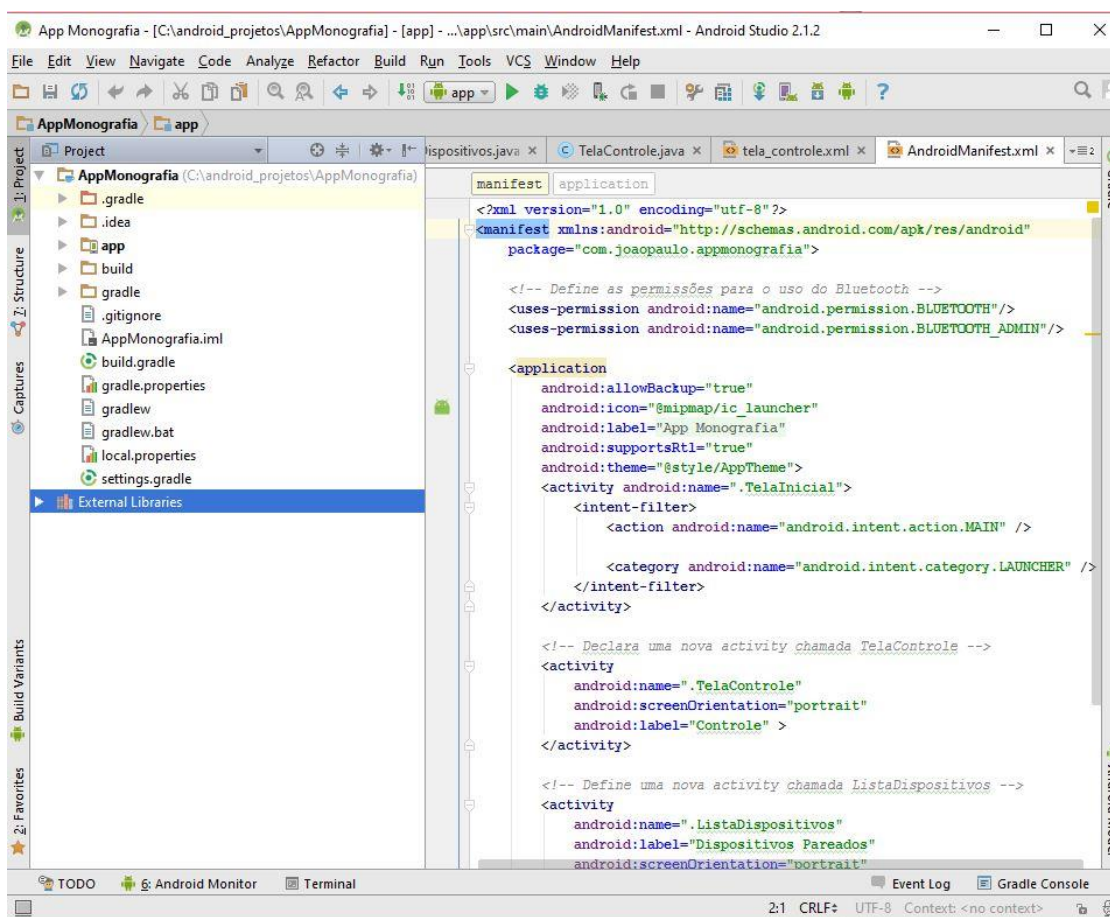 App Monografia - [C:\android_projetos\AppMonografia] - [app] - ...\app\src\main\AndroidManifest.xml - Android Studio 2.1.2
File Edit View Navigate Code Analyze Refactor Build Run Tools VCS Window Help
app
AppMonografia app
Project
ispositivos.java TelaControle.java tela_controle.xml AndroidManifest.xml 2
1: Project
7: Structure
Captures
Build Variants
2: Favorites
AppMonografia (C:\android_projetos\AppMonografia)
.gradle
.idea
app
build
gradle
.gitignore
AppMonografia.iml
build.gradle
gradle.properties
gradlew
gradlew.bat
local.properties
settings.gradle
External Libraries
manifest application
<?xml version="1.0" encoding="utf-8"?>
<manifest xmlns:android="http://schemas.android.com/apk/res/android"
package="com.joaopaulo.appmonografia">
<!-- Define as permissões para o uso do Bluetooth -->
<uses-permission android:name="android.permission.BLUETOOTH"/>
<uses-permission android:name="android.permission.BLUETOOTH_ADMIN"/>
<application
android:allowBackup="true"
android:icon="@mipmap/ic_launcher"
android:label="App Monografia"
android:supportsRtl="true"
android:theme="@style/AppTheme">
<activity android:name=".TelaInicial">
<intent-filter>
<action android:name="android.intent.action.MAIN" />
<category android:name="android.intent.category.LAUNCHER" />
</intent-filter>
</activity>
<!-- Declara uma nova activity chamada TelaControle -->
<activity
android:name=".TelaControle"
android:screenOrientation="portrait"
android:label="Controle" >
</activity>
<!-- Define uma nova activity chamada ListaDispositivos -->
<activity
android:name=".ListaDispositivos"
android:label="Dispositivos Pareados"
android:screenOrientation="portrait"
TODO 6: Android Monitor Terminal Event Log Gradle Console
2:1 CRLF UTF-8 Context: <no context>